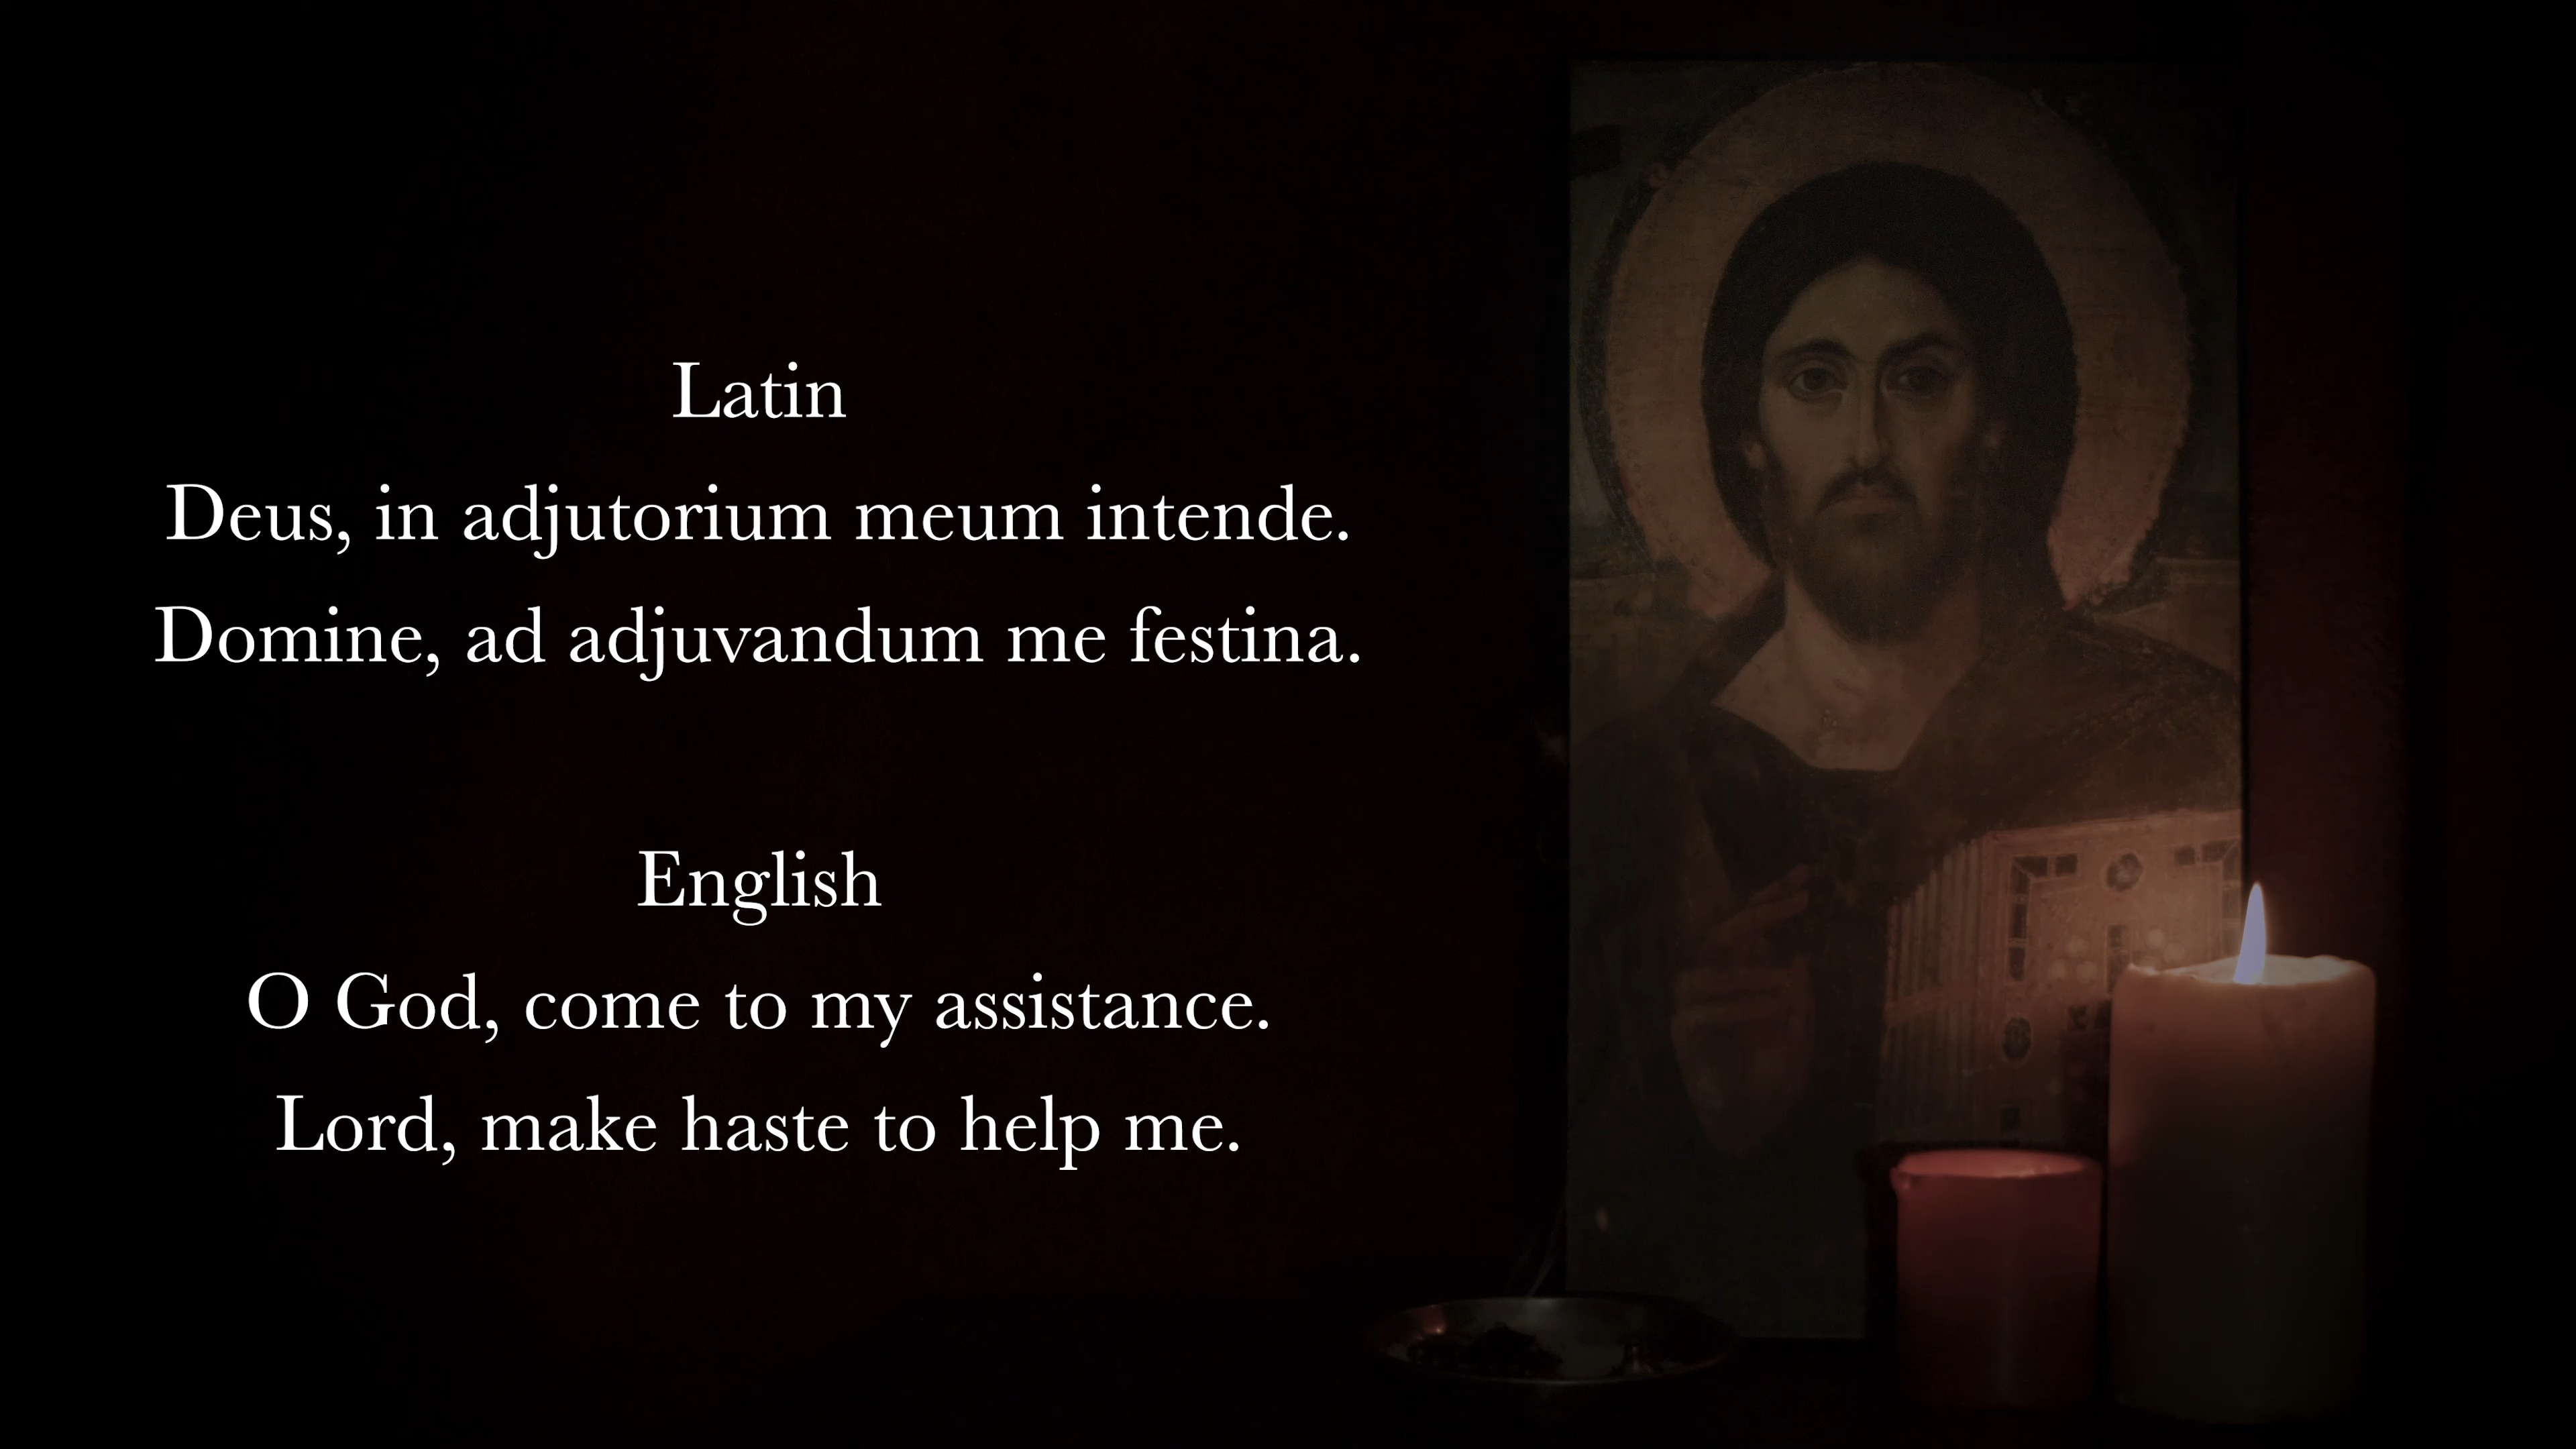 Latin
Deus, in adjutorium meum intende.
Domine, ad adjuvandum me festina.
English
O God, come to my assistance.
Lord, make haste to help me.